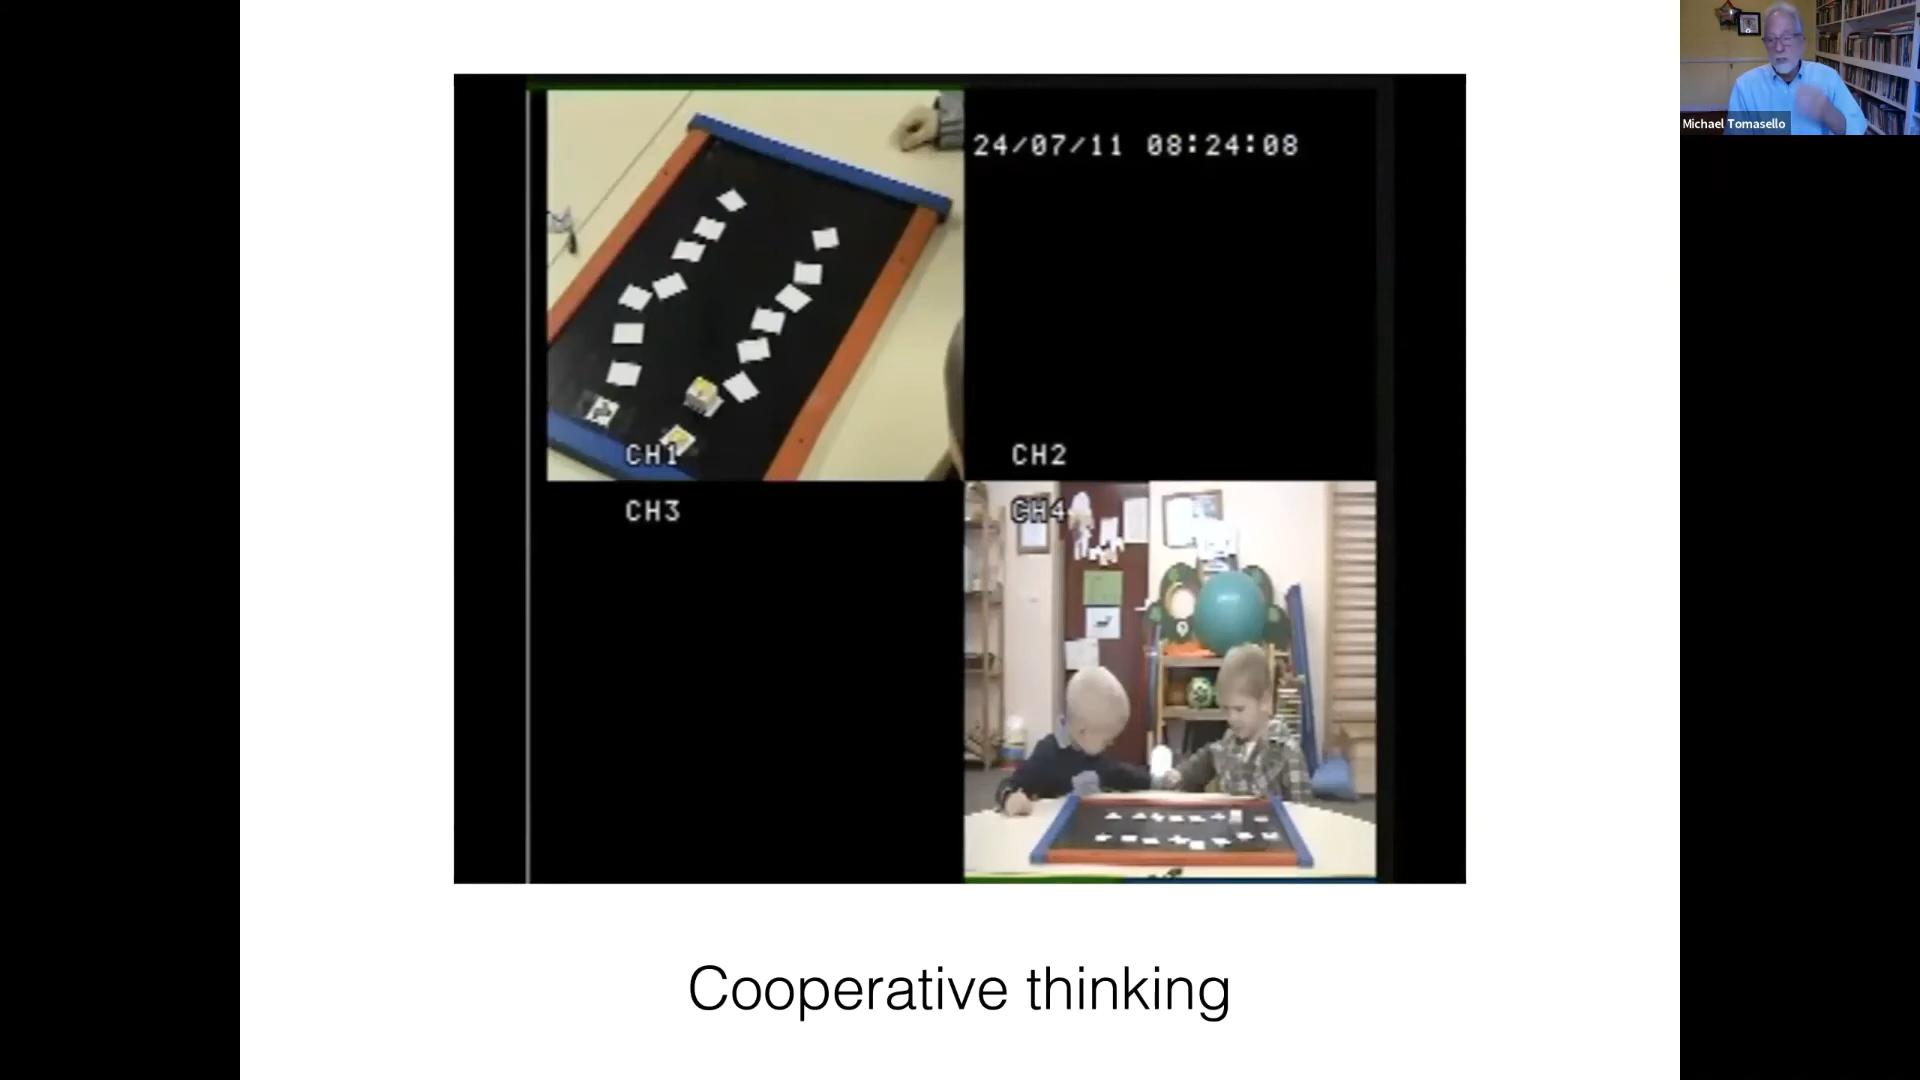 Michael Tomasello
24/07/11 08:24:08
CH1
CH2
CH3
CH4
Cooperative thinking